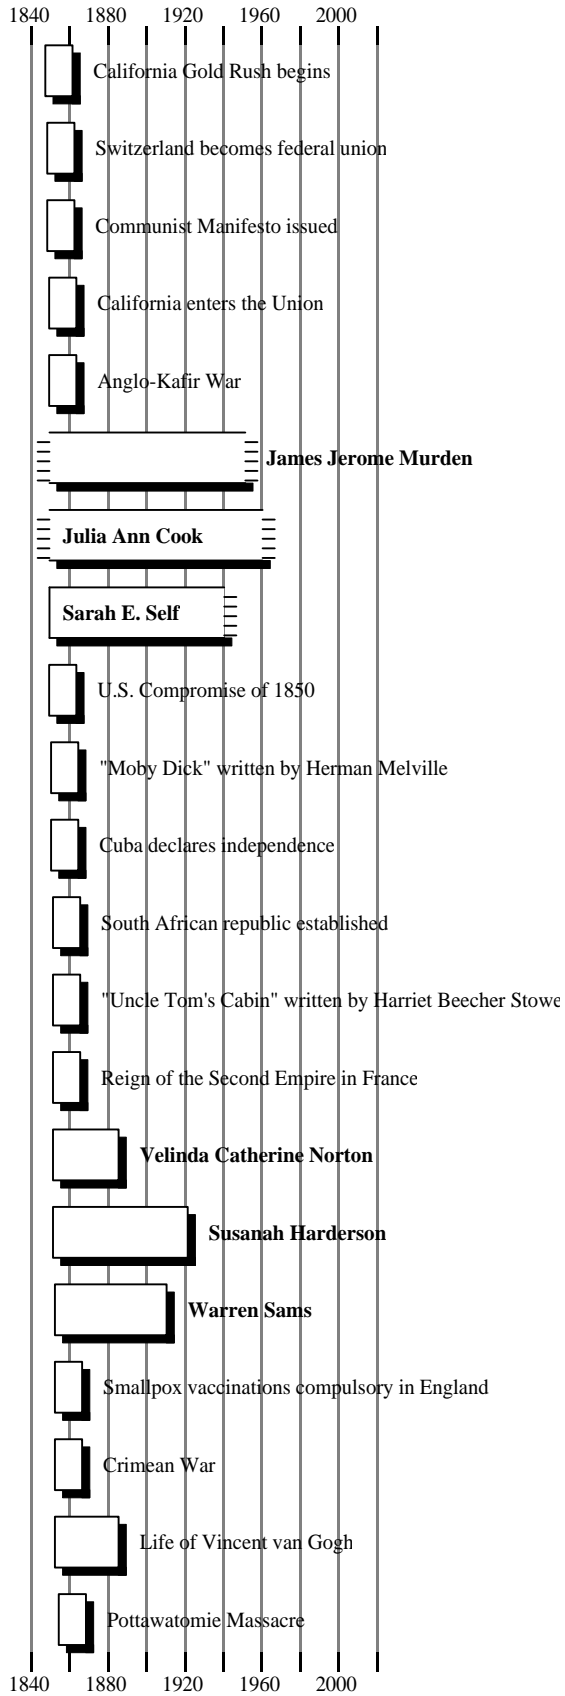 1840 1880 1920 1960 2000
California Gold Rush begins
Switzerland becomes federal union
Communist Manifesto issued
California enters the Union
Anglo-Kafir War
James Jerome Murden
Julia Ann Cook
Sarah E. Self
U.S. Compromise of 1850
"Moby Dick" written by Herman Melville
Cuba declares independence
South African republic established
"Uncle Tom's Cabin" written by Harriet Beecher Stowe
Reign of the Second Empire in France
Velinda Catherine Norton
Susanah Harderson
Warren Sams
Smallpox vaccinations compulsory in England
Crimean War
Life of Vincent van Gogh
Pottawatomie Massacre
1840 1880 1920 1960 2000